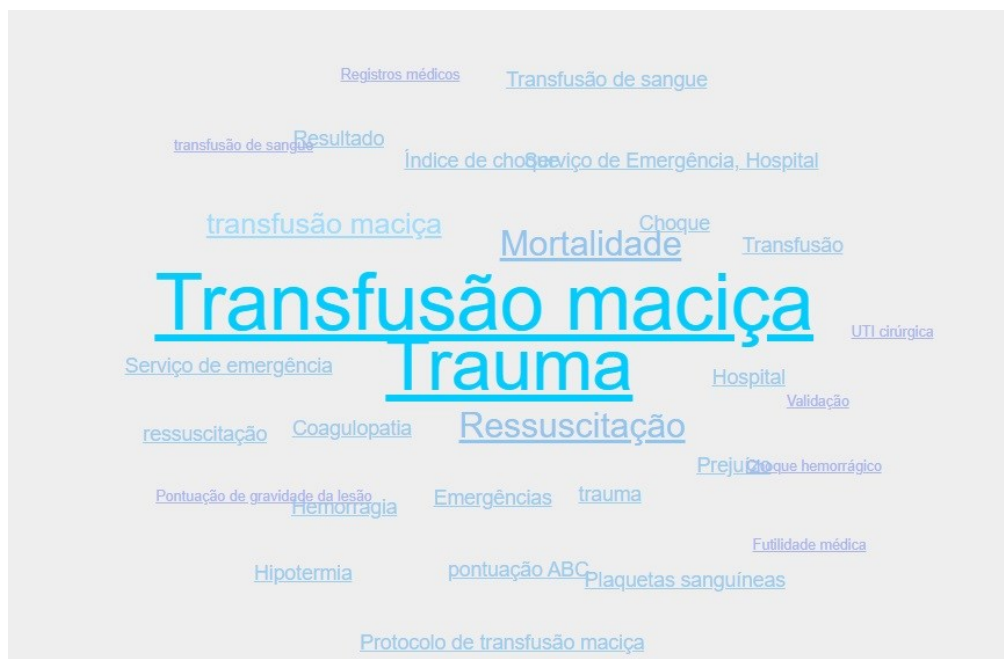 Registros médicos
Transfusão de sangue
Resultado
transfusão de sangue
Índice de choque
Serviço de Emergência, Hospital
transfusão maciça
Choque
Mortalidade
Transfusão
Transfusão maciça
UTI cirúrgica
Trauma
Serviço de emergência
Hospital
Validação
Ressuscitação
ressuscitação
Coagulopatia
Prejuízo
Choque hemorrágico
Pontuação de gravidade da lesão
Hemorragia
Emergências
trauma
Futilidade médica
Hipotermia
pontuação ABC
Plaquetas sanguíneas
Protocolo de transfusão maciça